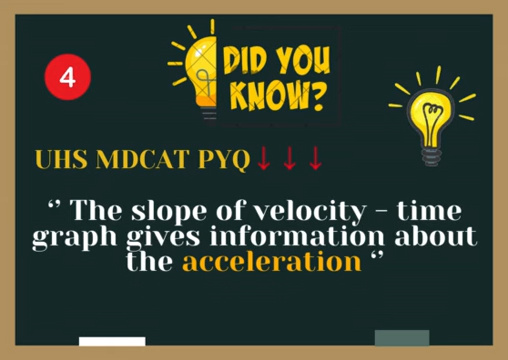 4
DID YOU
KNOW?
UHS MDCAT PYQ↓↓↓
‘’ The slope of velocity - time
graph gives information about
the acceleration ‘’